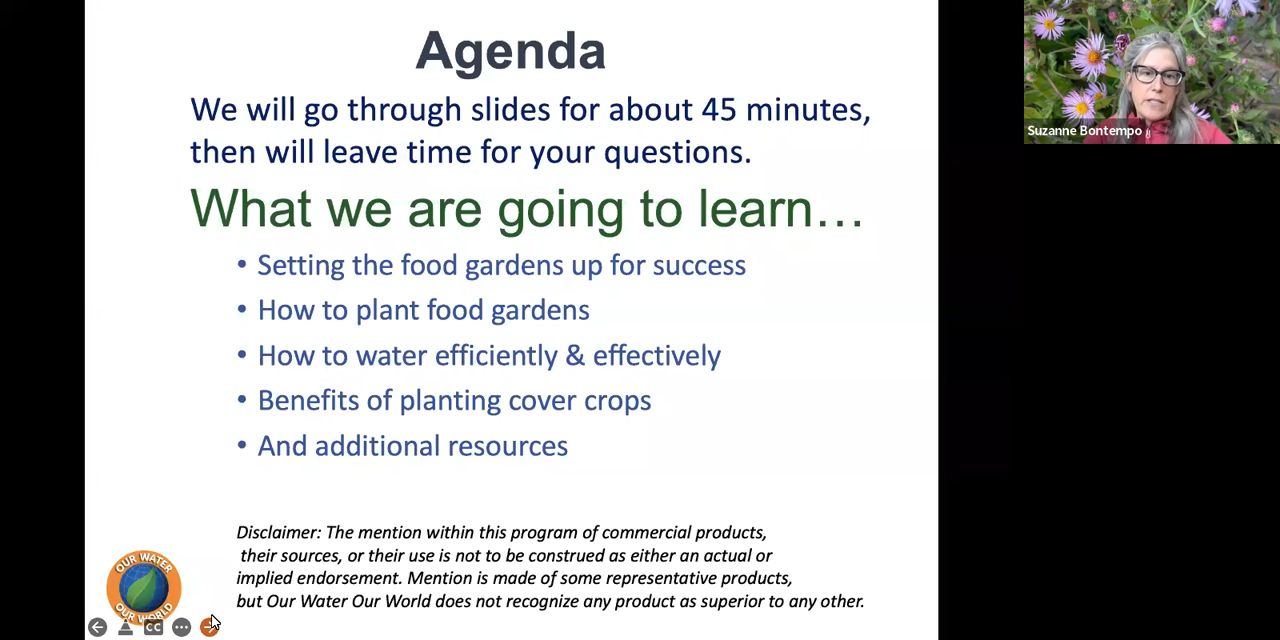 Agenda
We will go through slides for about 45 minutes,
then will leave time for your questions.
What we are going to learn…
• Setting the food gardens up for success
• How to plant food gardens
• How to water efficiently & effectively
• Benefits of planting cover crops
• And additional resources
Disclaimer: The mention within this program of commercial products,
their sources, or their use is not to be construed as either an actual or
implied endorsement. Mention is made of some representative products,
but Our Water Our World does not recognize any product as superior to any other.
OUR WATER
OUR WORLD
CC
Suzanne Bontempo